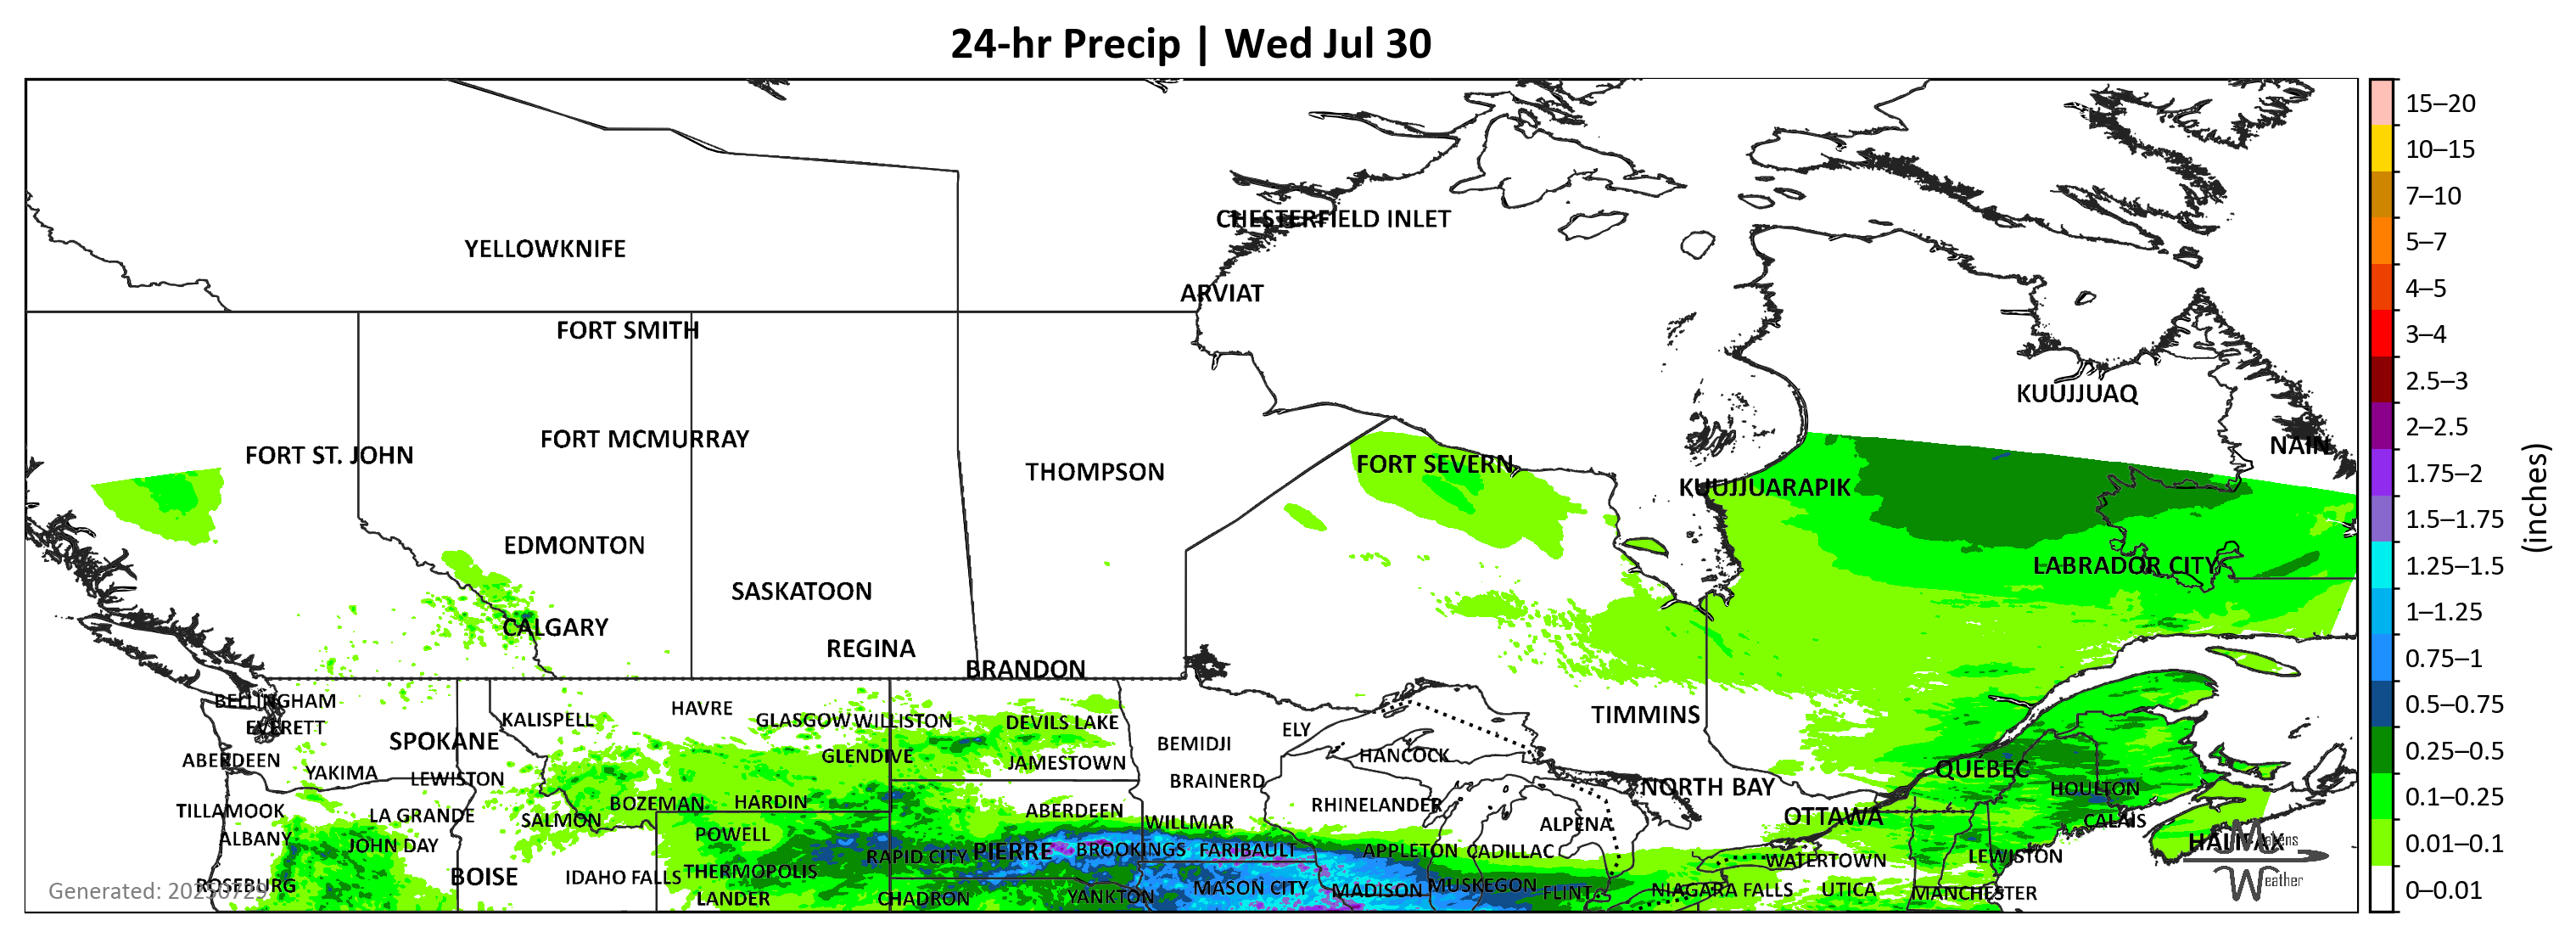 24-hr Precip | Wed Jul 30
YELLOWKNIFE
CHESTERFIELD INLET
ARVIAT
FORT SMITH
KUUJJUAQ
FORT ST. JOHN
FORT MCMURRAY
THOMPSON
FORT SEVERN
NAIN
KUUJJUARAPIK
EDMONTON
LABRADOR CITY
SASKATOON
CALGARY
REGINA
BRANDON
BELLINGHAM
EVERETT
KALISPELL
HAVRE
GLASGOW
WILLISTON
DEVILS LAKE
TIMMINS
SPOKANE
BEMIDJI
ELY
HANCOCK
ABERDEEN
YAKIMA
LEWISTON
GLENDIVE
JAMESTOWN
BRAINERD
NORTH BAY
QUÉBEC
HOULTON
TILLAMOOK
LA GRANDE
SALMON
BOZEMAN
HARDIN
ABERDEEN
WILLMAR
RHINELANDER
ALPENA
OTTAWA
CALAIS
ALBANY
JOHN DAY
POWELL
RAPID CITY
PIERRE
BROOKINGS
FARIBAULT
APPLETON
CADILLAC
WATERTOWN
LEWISTON
HALIFAX
ROSEBURG
BOISE
IDAHO FALLS
THERMOPOLIS
LANDER
CHADRON
YANKTON
MASON CITY
MADISON
MUSKEGON
FLINT
NIAGARA FALLS
UTICA
MANCHESTER
Weather
Generated: 20250729
15–20
10–15
7–10
5–7
4–5
3–4
2.5–3
2–2.5
1.75–2
1.5–1.75
1.25–1.5
1–1.25
0.75–1
0.5–0.75
0.25–0.5
0.1–0.25
0.01–0.1
0–0.01
(inches)